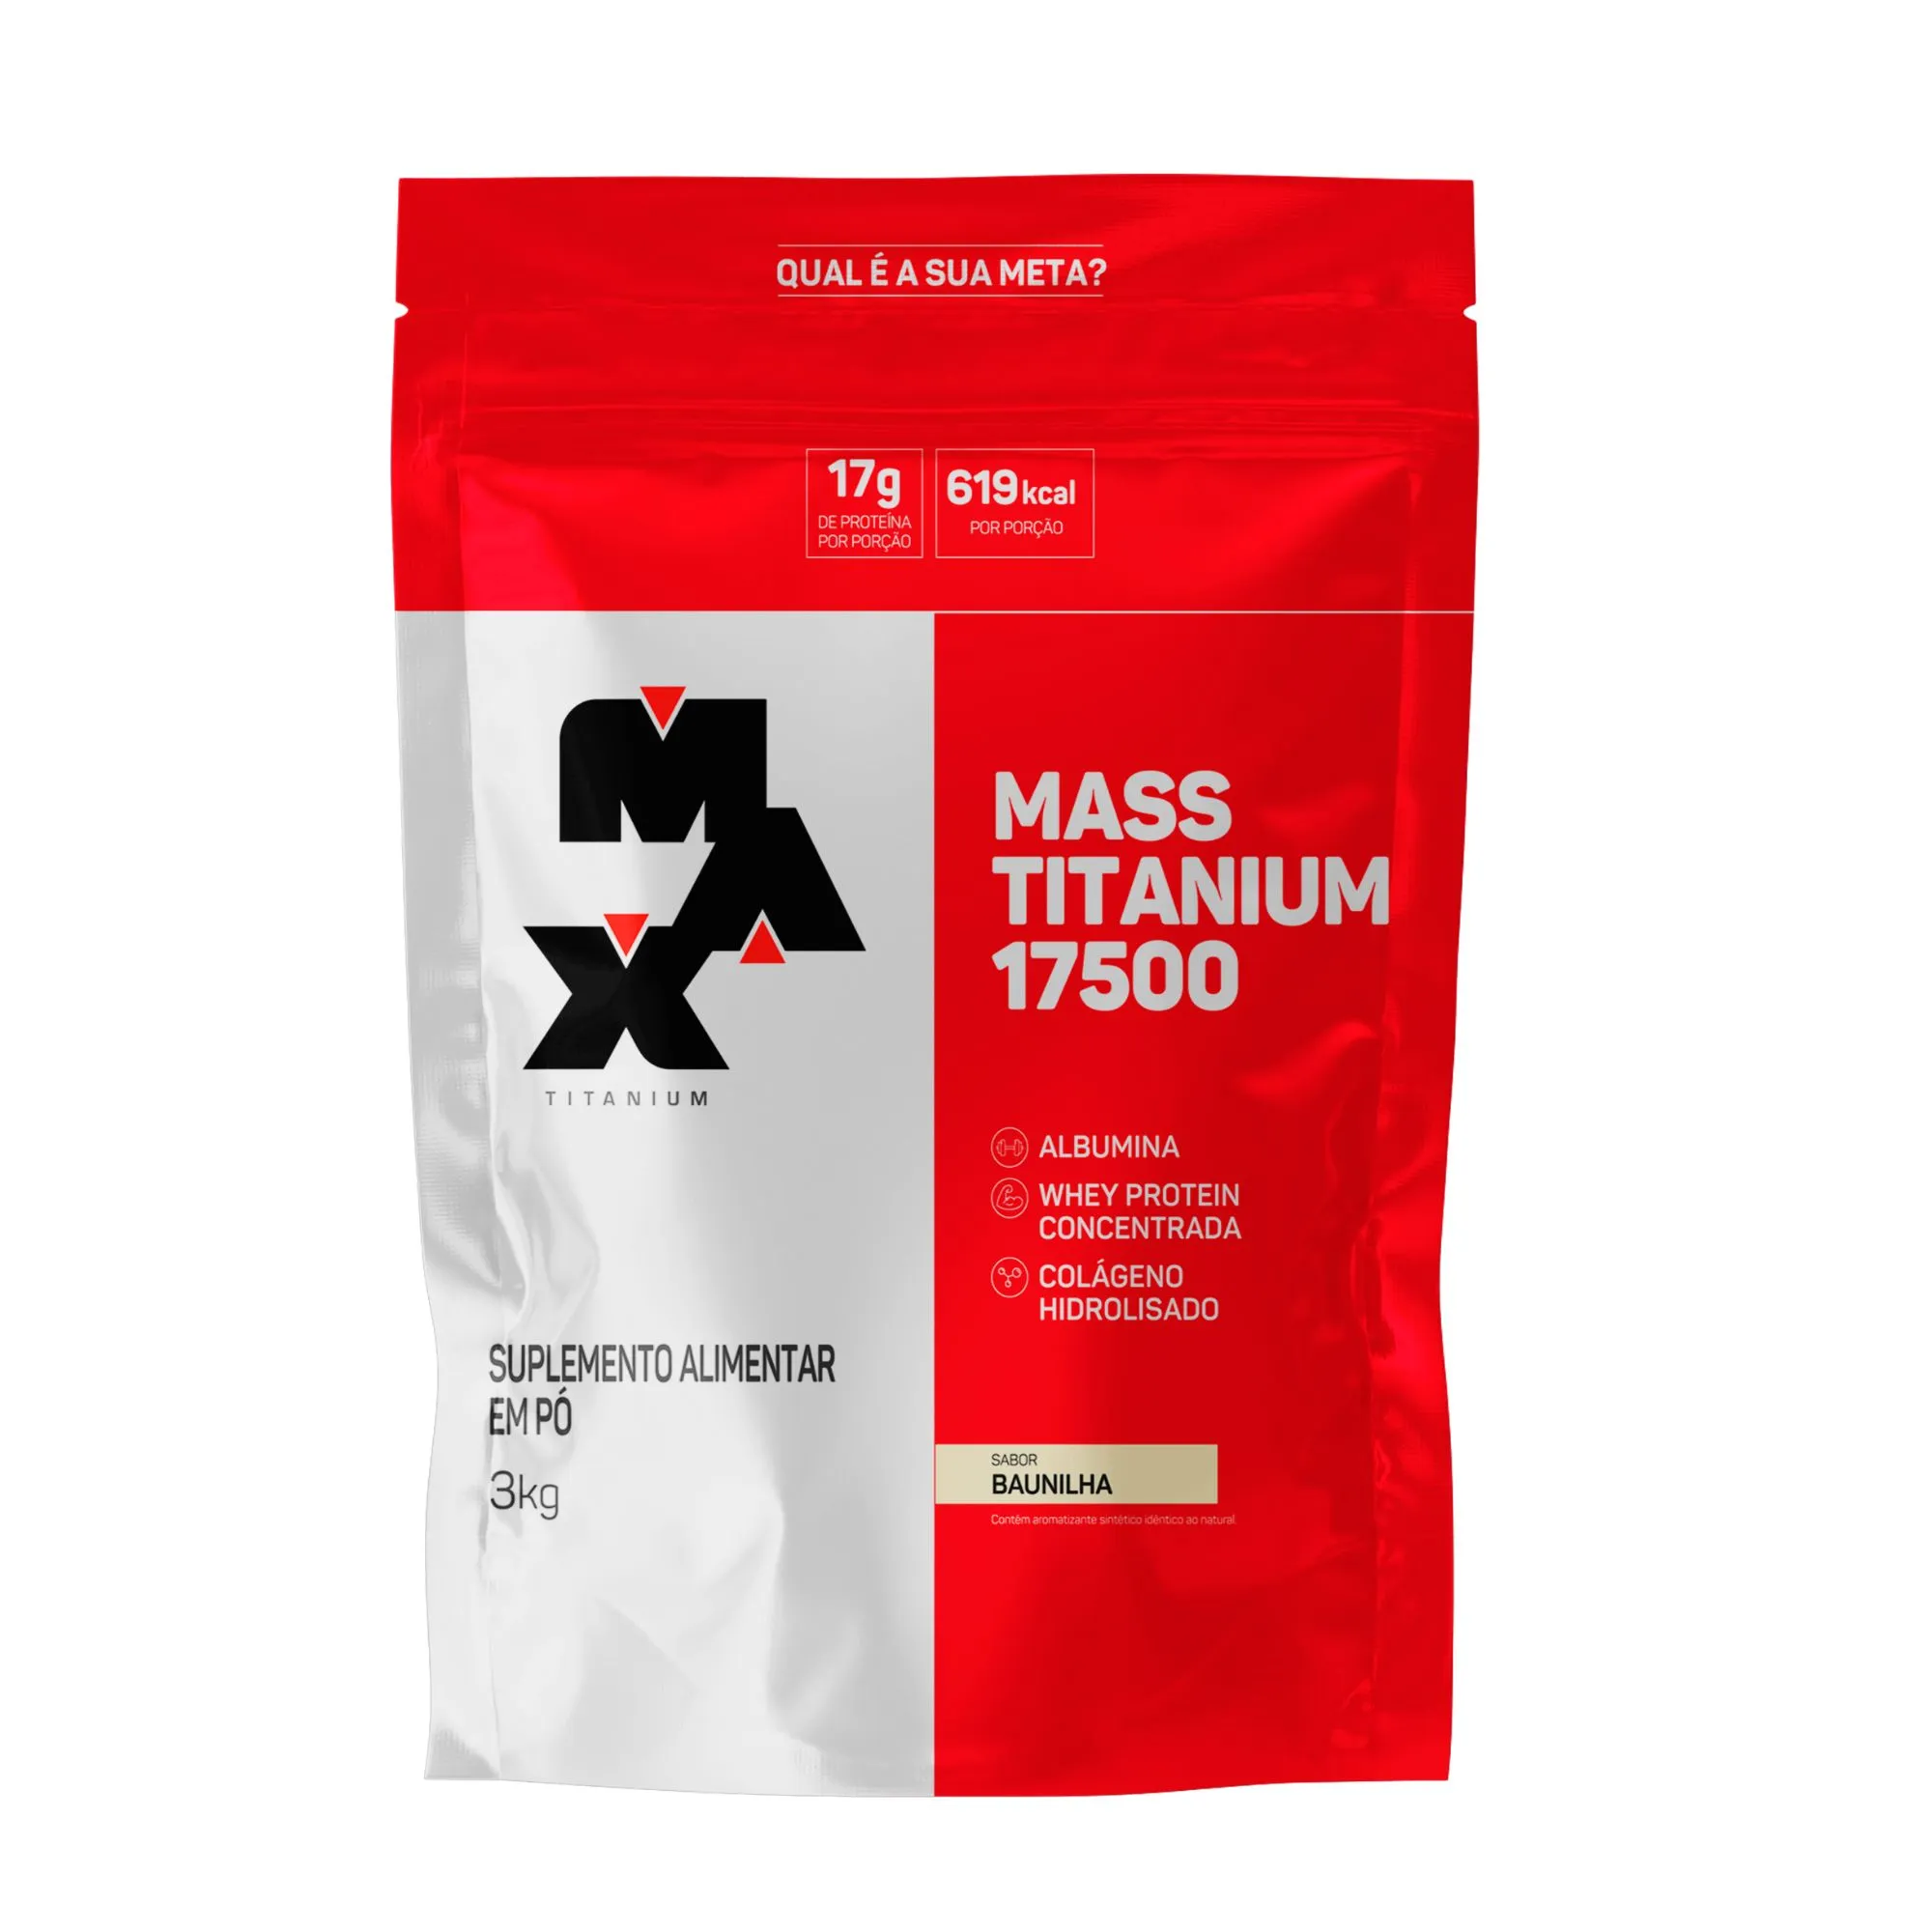 QUAL É A SUA META?
17g
DE PROTEÍNA
POR PORÇÃO
619kcal
POR PORÇÃO
MAX
TITANIUM
MASS
TITANIUM
17500
ALBUMINA
WHEY PROTEIN
CONCENTRADA
COLÁGENO
HIDROLISADO
SUPLEMENTO ALIMENTAR
EM PÓ
3kg
SABOR
BAUNILHA
Contém aromatizante sintético idêntico ao natural.